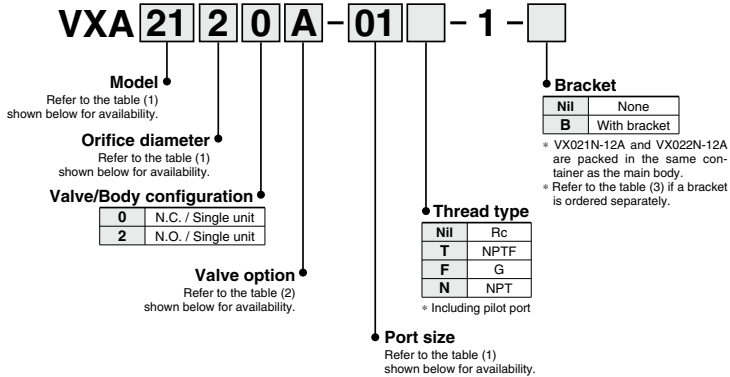 VXA 21 2 0 A - 01 - 1 -
Model
Refer to the table (1)
shown below for availability.
Orifice diameter
Refer to the table (1)
shown below for availability.
Valve/Body configuration
0 N.C. / Single unit
2 N.O. / Single unit
Valve option
Refer to the table (2)
shown below for availability.
Port size
Refer to the table (1)
shown below for availability.
Thread type
Nil Rc
T NPTF
F G
N NPT
* Including pilot port
Bracket
Nil None
B With bracket
* VX021N-12A and VX022N-12A
are packed in the same con-
tainer as the main body.
* Refer to the table (3) if a bracket
is ordered separately.